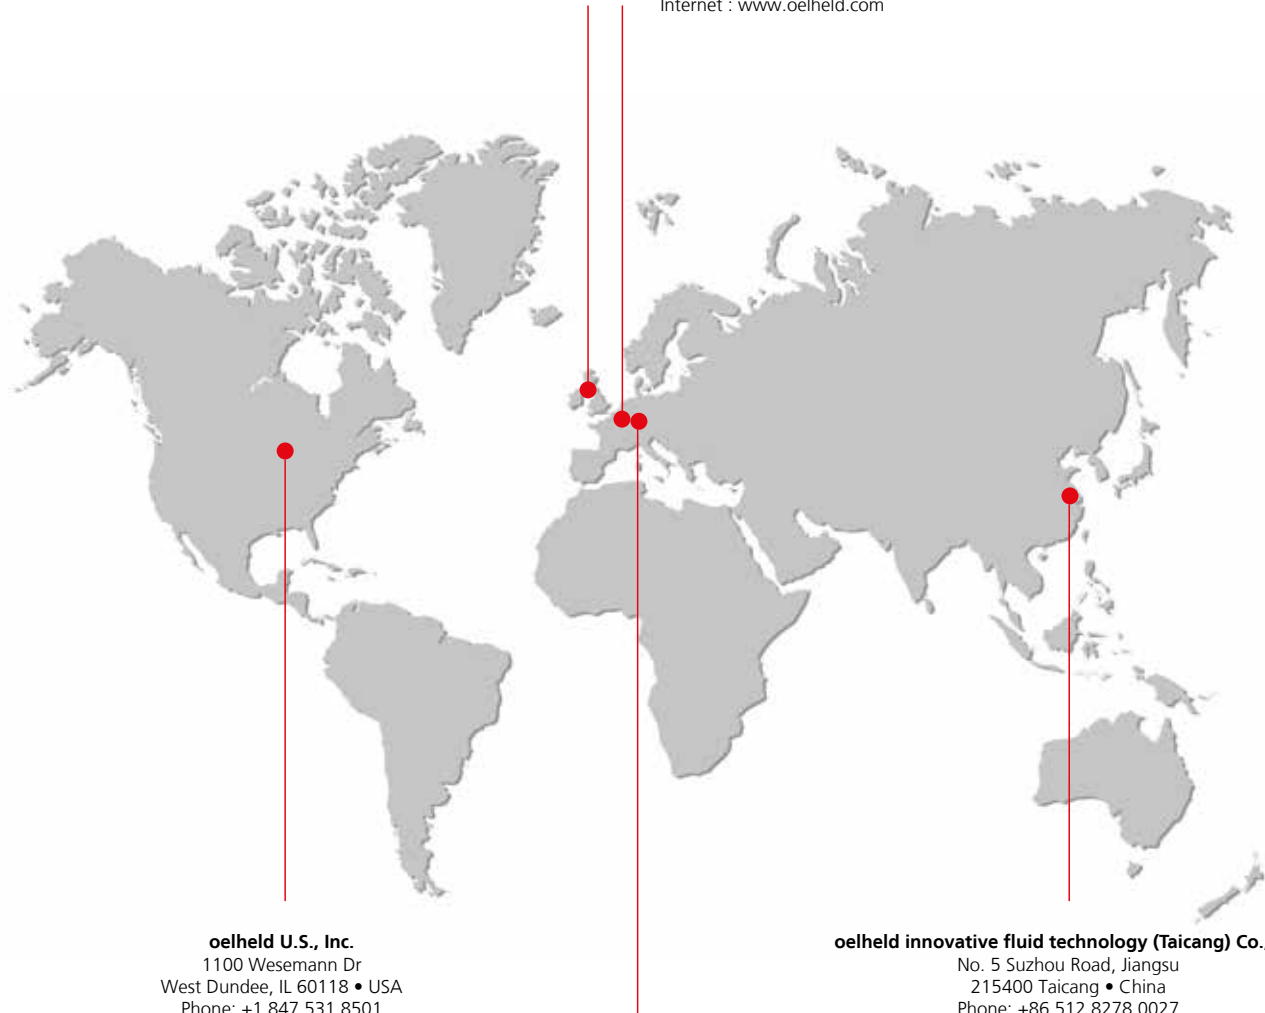 Internet : www.oelheld.com
oelheld U.S., Inc.
1100 Wesemann Dr
West Dundee, IL 60118 • USA
Phone: +1 847 531 8501
oelheld innovative fluid technology (Taicang) Co.,
No. 5 Suzhou Road, Jiangsu
215400 Taicang • China
Phone: +86 512 8278 0027